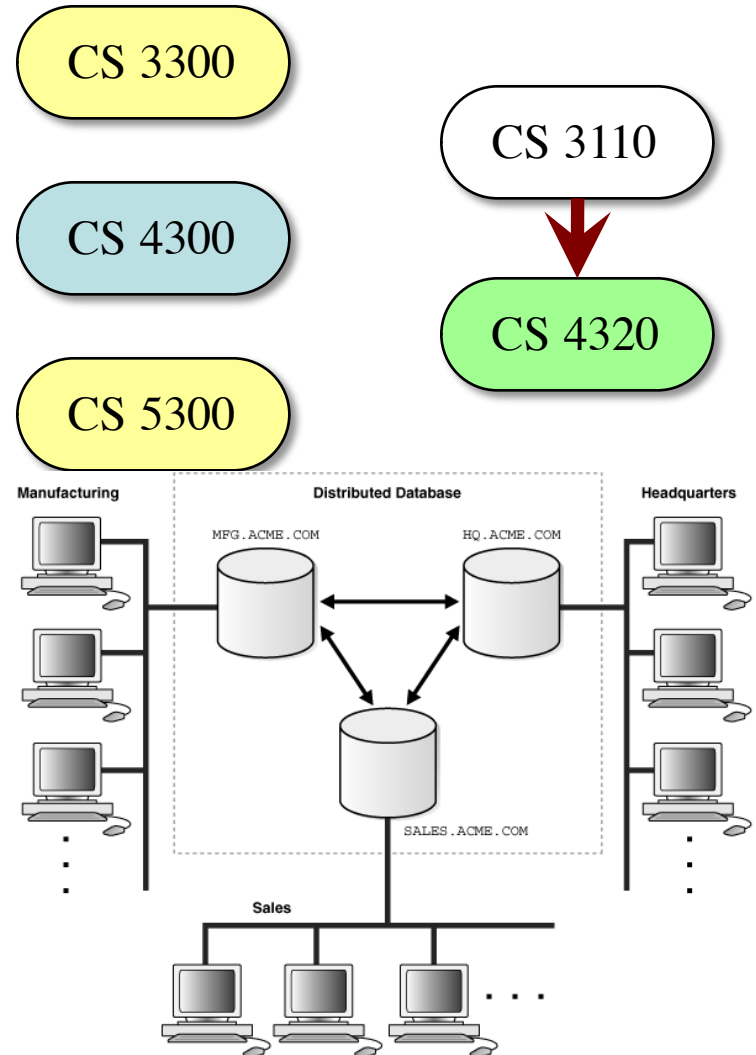 CS 3300
CS 3110
CS 4300
CS 4320
CS 5300
Manufacturing
Distributed Database
Headquarters
MFG.ACME.COM
HQ.ACME.COM
SALES.ACME.COM
Sales